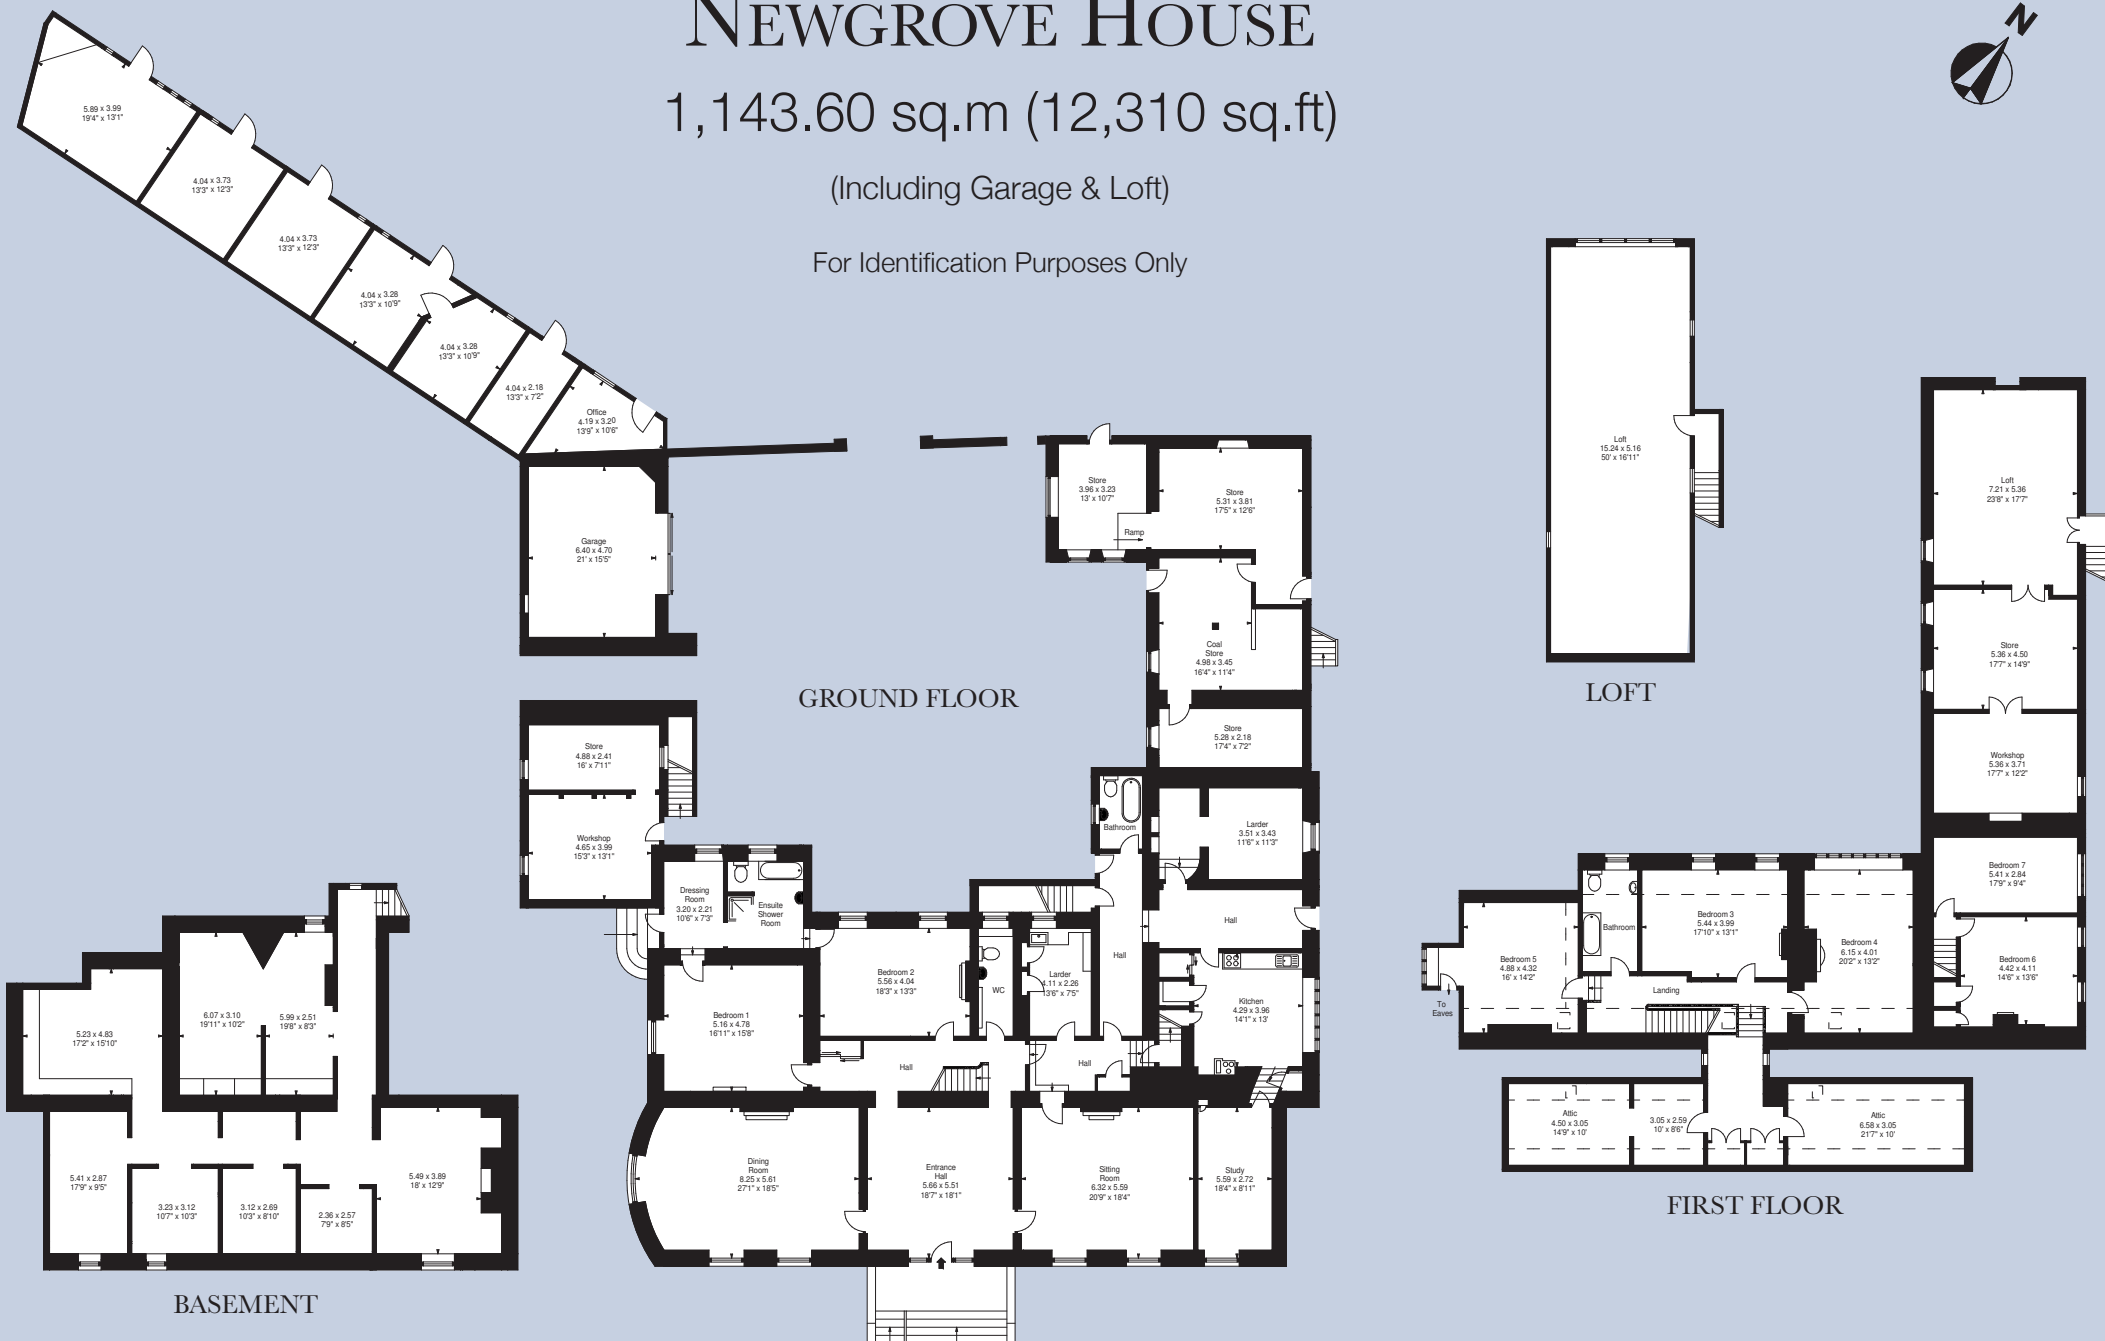 NEWGROVE HOUSE
1,143.60 sq.m (12,310 sq.ft)
(Including Garage & Loft)
For Identification Purposes Only
N
5.89 x 3.99
19'4" x 13'1"
4.04 x 3.73
13'3" x 12'3"
4.04 x 3.73
13'3" x 12'3"
4.04 x 3.28
13'3" x 10'9"
4.04 x 3.28
13'3" x 10'9"
4.04 x 2.18
13'3" x 7'2"
Office
4.19 x 3.20
13'9" x 10'6"
Garage
6.40 x 4.70
21' x 15'5"
Store
3.96 x 3.23
13' x 10'7"
Ramp
Store
5.31 x 3.81
17'5" x 12'6"
Coal
Store
4.98 x 3.45
16'4" x 11'4"
Store
5.28 x 2.18
17'4" x 7'2"
GROUND FLOOR
Store
4.88 x 2.41
16' x 7'11"
Workshop
4.65 x 3.99
15'3" x 13'1"
Dressing
Room
3.20 x 2.21
10'6" x 7'3"
Ensuite
Shower
Room
Bathroom
Larder
3.51 x 3.43
11'6" x 11'3"
Hall
Hall
Bedroom 1
5.16 x 4.78
16'11" x 15'8"
Bedroom 2
5.56 x 4.04
18'3" x 13'3"
WC
Larder
4.11 x 2.26
13'6" x 7'5"
Kitchen
4.29 x 3.96
14'1" x 13'
Hall
Hall
Dining
Room
8.25 x 5.61
27'1" x 18'5"
Entrance
Hall
5.66 x 5.51
18'7" x 18'1"
Sitting
Room
6.32 x 5.59
20'9" x 18'4"
Study
5.59 x 2.72
18'4" x 8'11"
5.23 x 4.83
17'2" x 15'10"
6.07 x 3.10
19'11" x 10'2"
5.99 x 2.51
19'8" x 8'3"
5.41 x 2.87
17'9" x 9'5"
3.23 x 3.12
10'7" x 10'3"
3.12 x 2.69
10'3" x 8'10"
2.36 x 2.57
7'9" x 8'5"
5.49 x 3.89
18' x 12'9"
BASEMENT
Loft
15.24 x 5.16
50' x 16'11"
LOFT
Loft
7.21 x 5.36
23'8" x 17'7"
Store
5.36 x 4.50
17'7" x 14'9"
Workshop
5.36 x 3.71
17'7" x 12'2"
Bedroom 7
5.41 x 2.84
17'9" x 9'4"
Bedroom 6
4.42 x 4.11
14'6" x 13'6"
Bedroom 5
4.88 x 4.32
16' x 14'2"
Bathroom
Bedroom 3
5.44 x 3.99
17'10" x 13'1"
Bedroom 4
6.15 x 4.01
20'2" x 13'2"
Landing
To
Eaves
Attic
4.50 x 3.05
14'9" x 10'
3.05 x 2.59
10' x 8'6"
Attic
6.58 x 3.05
21'7" x 10'
FIRST FLOOR